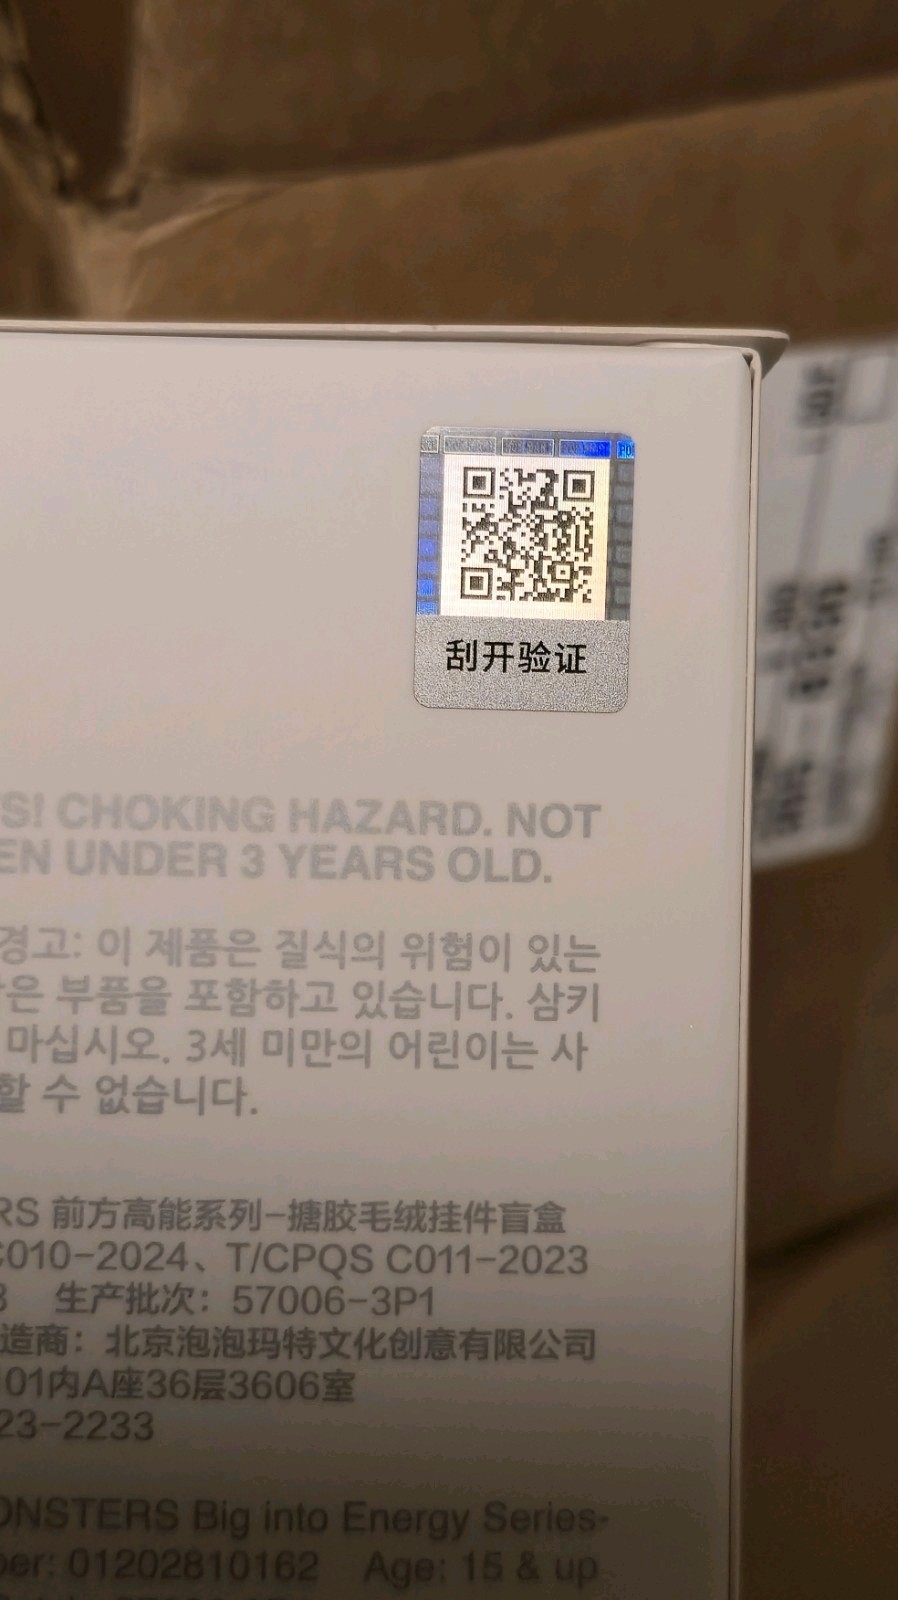 刮开验证
S! CHOKING HAZARD. NOT
EN UNDER 3 YEARS OLD.
경고: 이 제품은 질식의 위험이 있는
은 부품을 포함하고 있습니다. 삼키
마십시오. 3세 미만의 어린이는 사
할 수 없습니다.
RS 前方高能系列-搪胶毛绒挂件盲盒
C010-2024、T/CPQS C011-2023
3 生产批次：57006-3P1
造商：北京泡泡玛特文化创意有限公司
01内A座36层3606室
23-2233
ONSTERS Big into Energy Series-
ber: 01202810162 Age: 15 & up